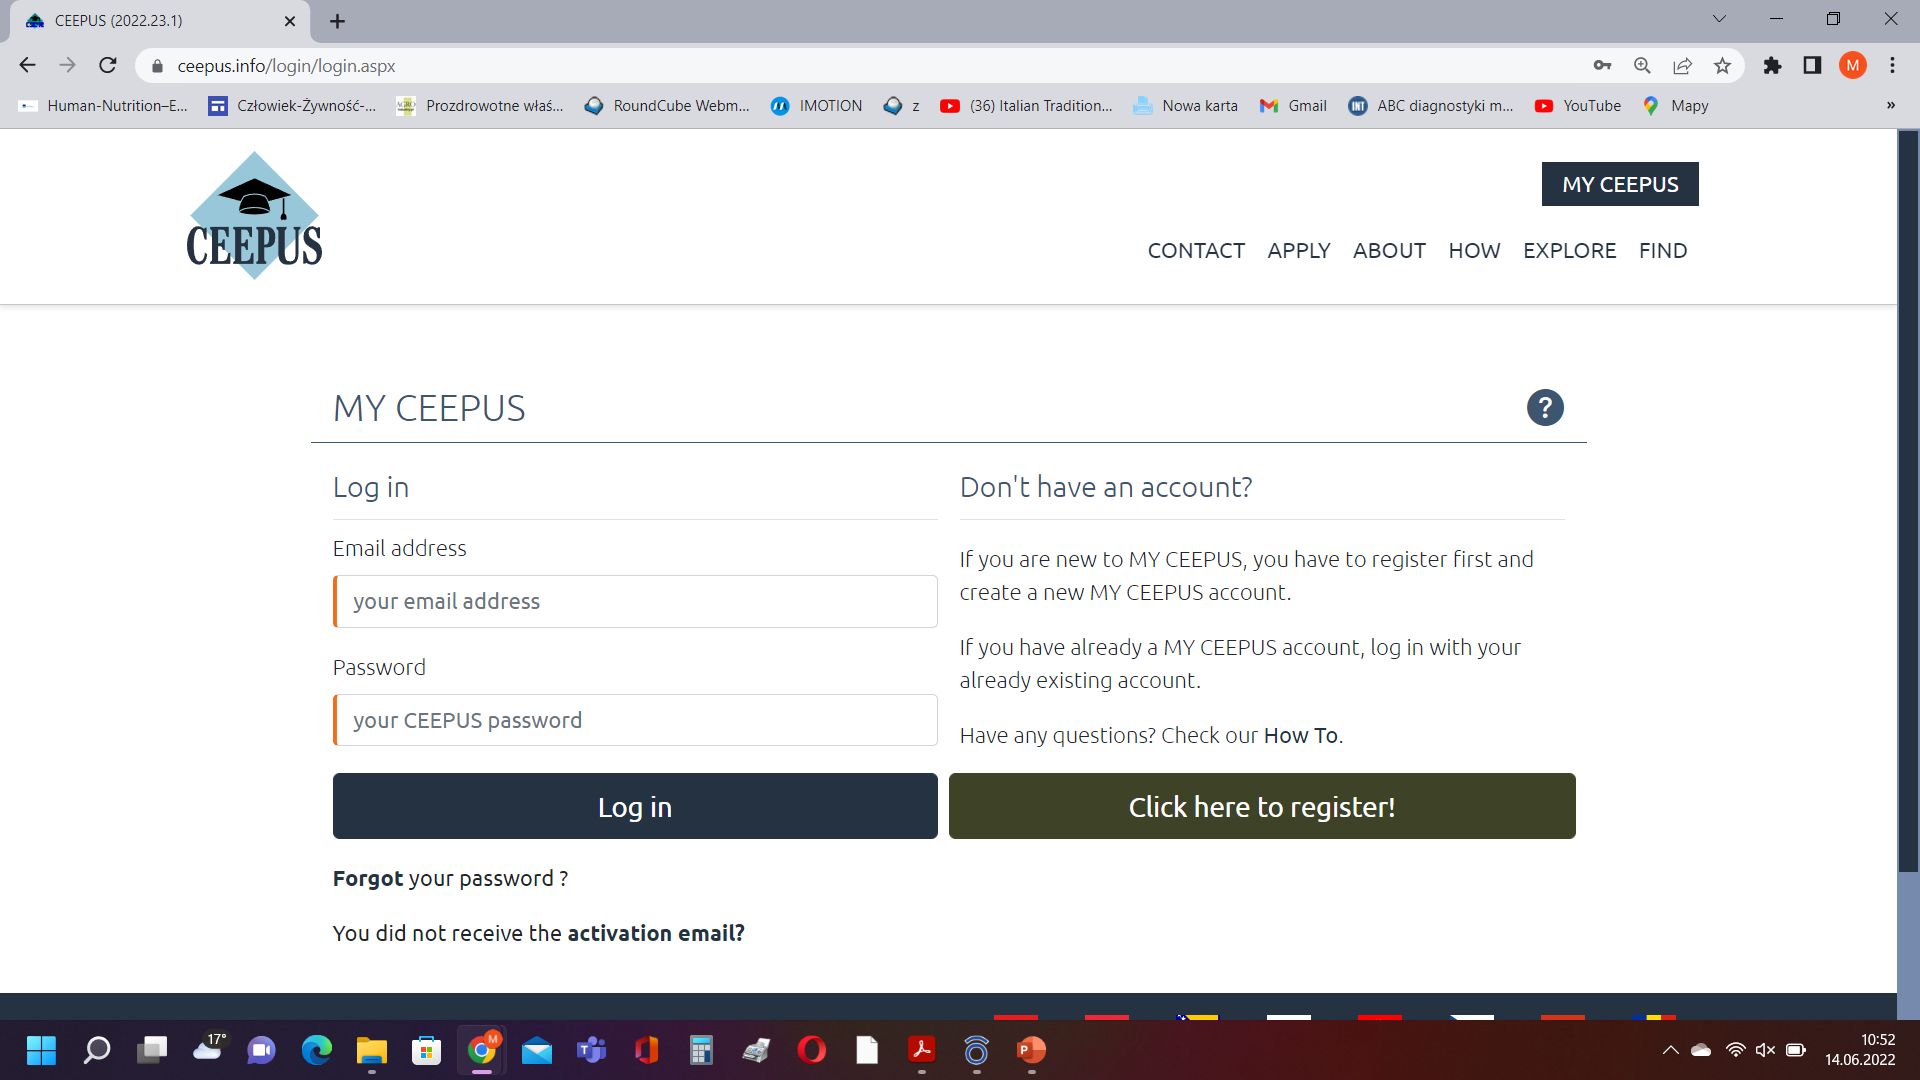 CEEPUS (2022.23.1)
ceepus.info/login/login.aspx
M
Human-Nutrition–E...
Człowiek-Żywność-...
AGRO
Prozdrowotne właś...
RoundCube Webm...
IMOTION
z
(36) Italian Tradition...
Nowa karta
Gmail
INT
ABC diagnostyki m...
YouTube
Mapy
»
CEEPUS
MY CEEPUS
CONTACT
APPLY
ABOUT
HOW
EXPLORE
FIND
MY CEEPUS
?
Log in
Email address
your email address
Password
your CEEPUS password
Log in
Forgot your password ?
You did not receive the activation email?
Don't have an account?
If you are new to MY CEEPUS, you have to register first and
create a new MY CEEPUS account.
If you have already a MY CEEPUS account, log in with your
already existing account.
Have any questions? Check our How To.
Click here to register!
17°
M
10:52
14.06.2022